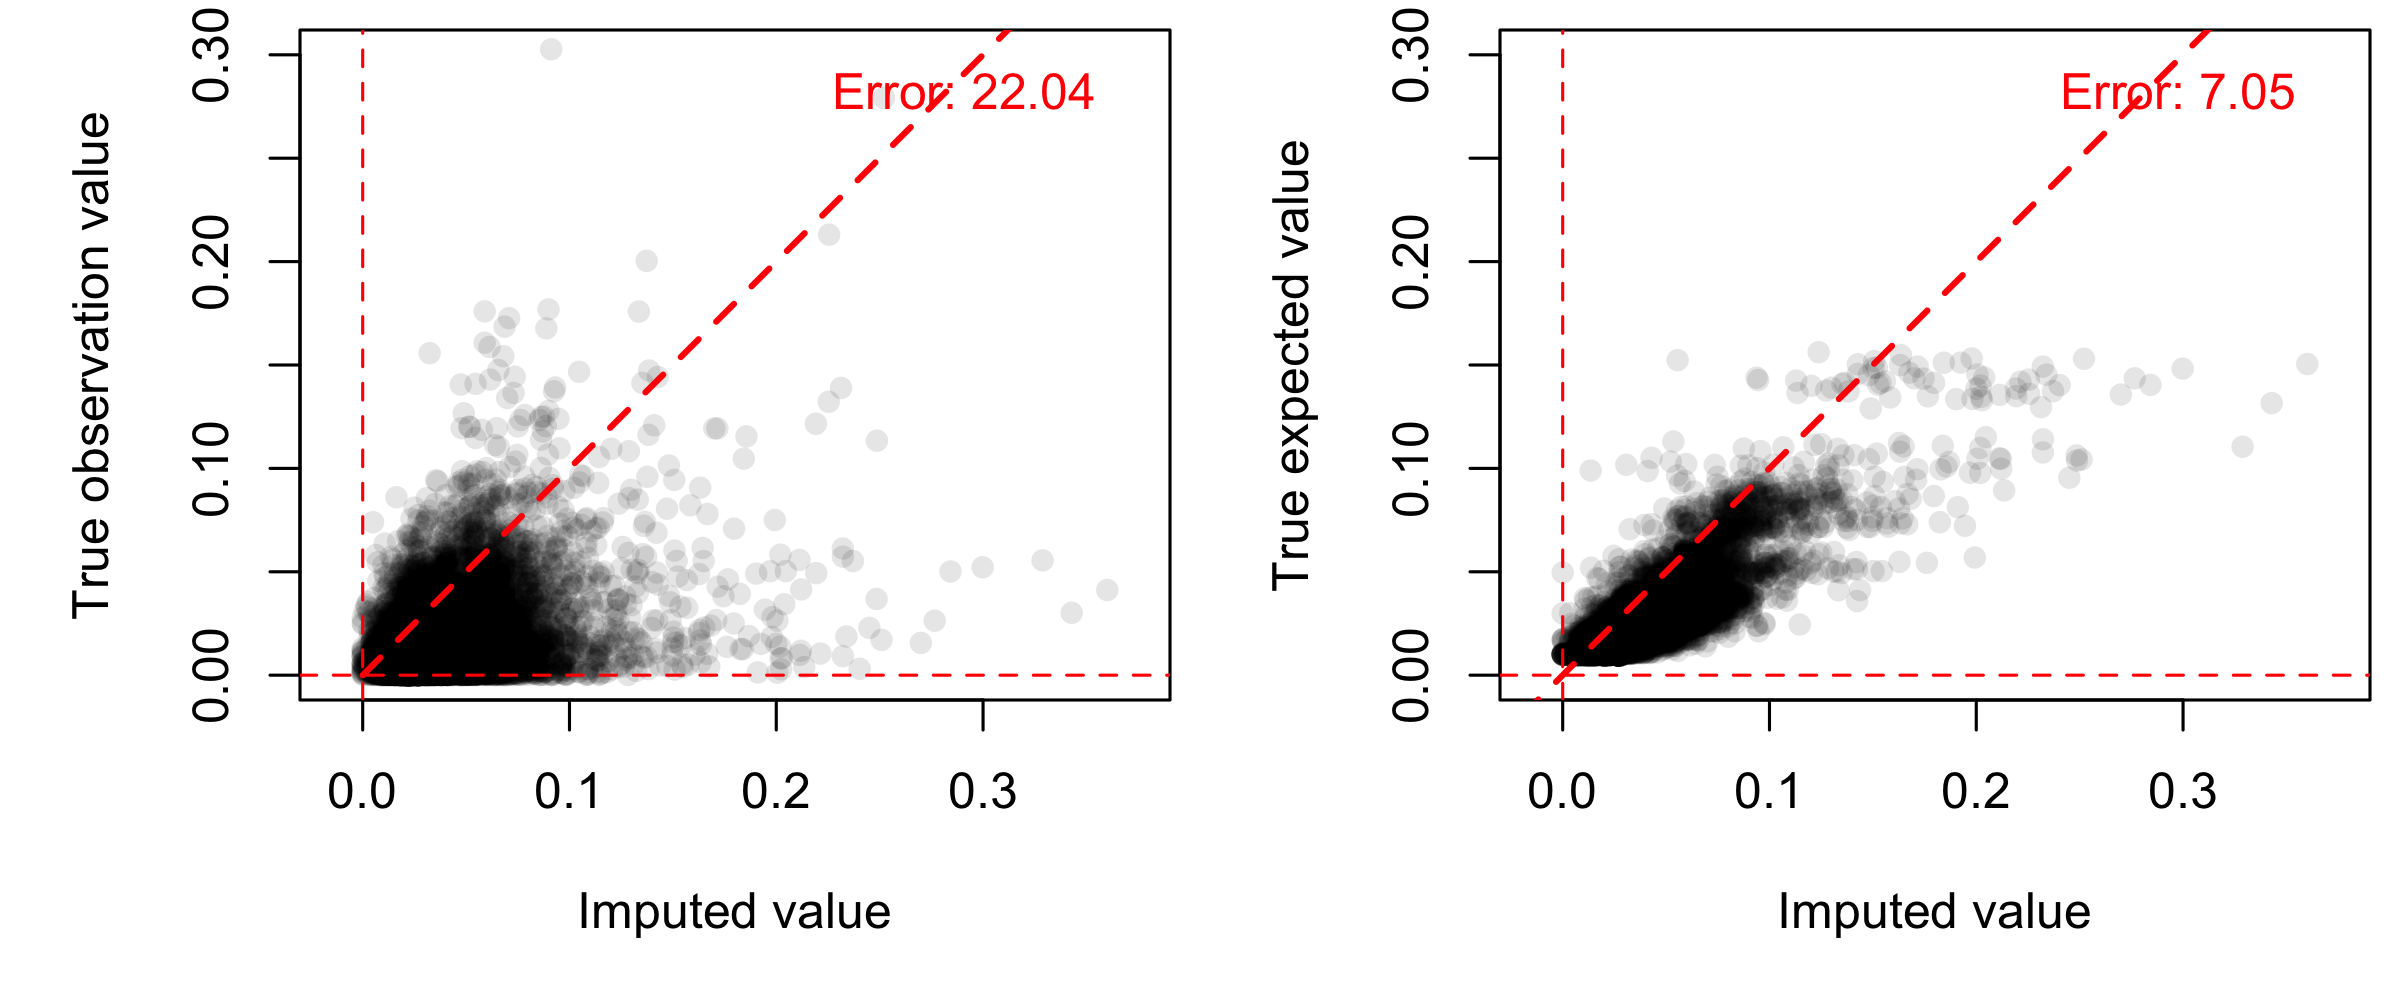 True observation value
0.00 0.10 0.20 0.30
Error: 22.04
0.0 0.1 0.2 0.3
Imputed value
True expected value
0.00 0.10 0.20 0.30
Error: 7.05
0.0 0.1 0.2 0.3
Imputed value